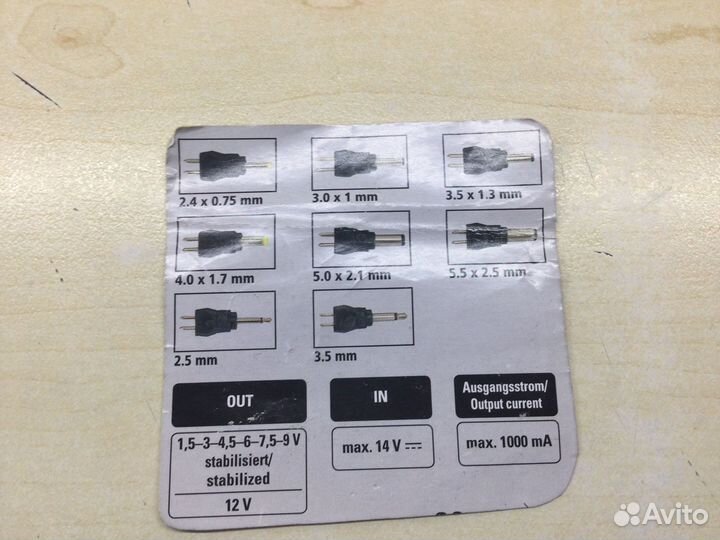 2.4 x 0.75 mm
3.0 x 1 mm
3.5 x 1.3 mm
4.0 x 1.7 mm
5.0 x 2.1 mm
5.5 x 2.5 mm
2.5 mm
3.5 mm
OUT
1,5–3–4,5–6–7,5–9 V
stabilisiert/
stabilized
12 V
IN
max. 14 V
Ausgangsstrom/
Output current
max. 1000 mA
Avito